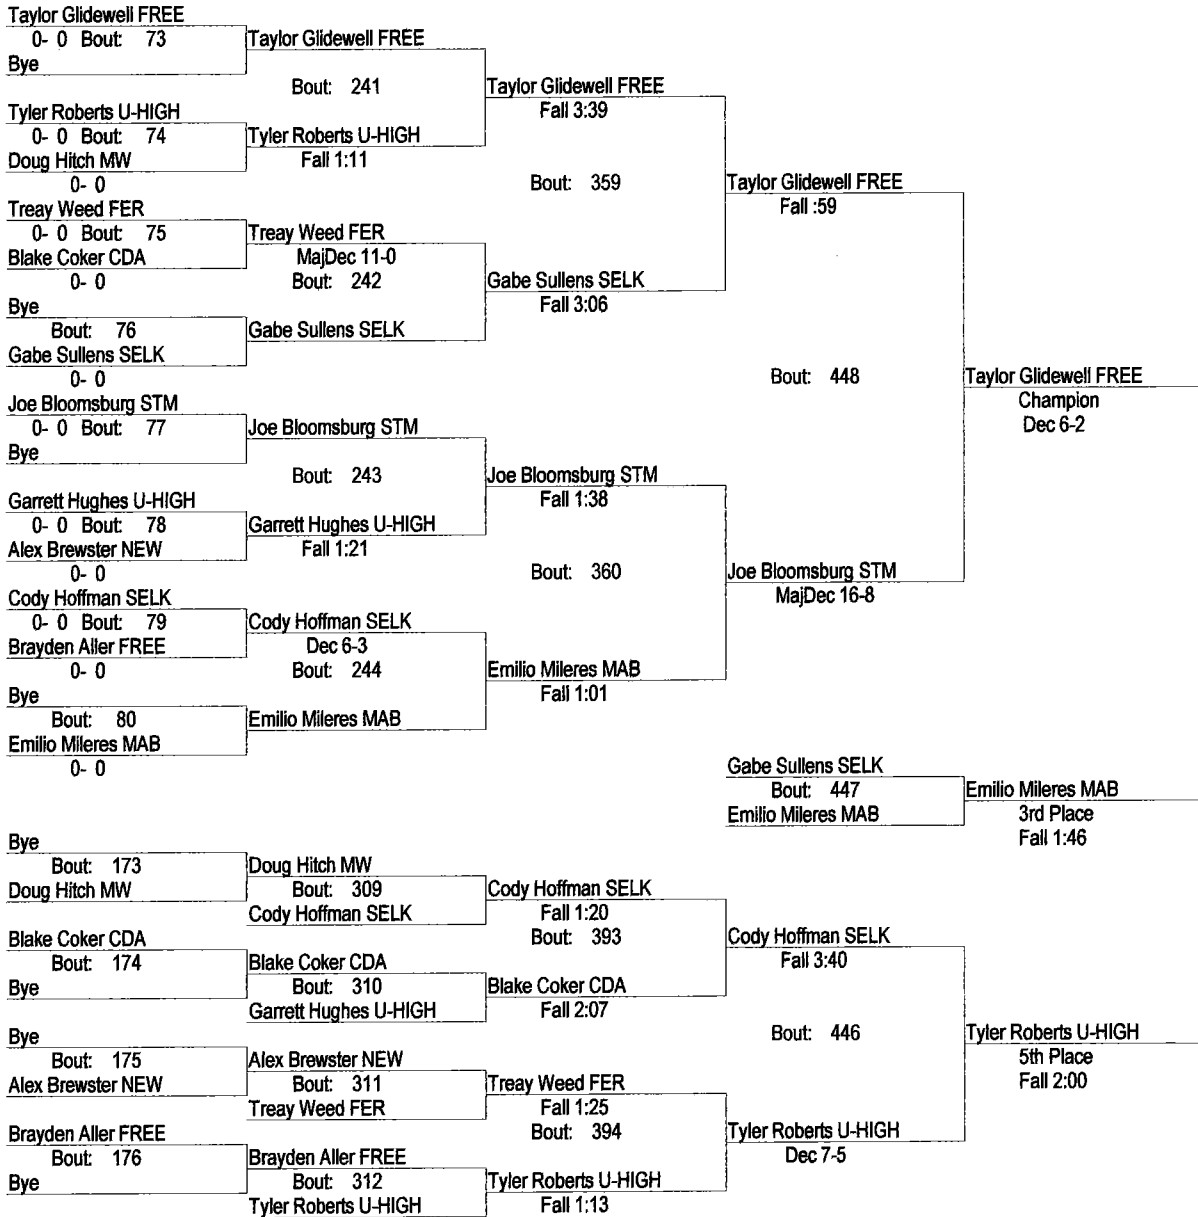 Taylor Glidewell FREE
0- 0 Bout: 73
Bye
Taylor Glidewell FREE
Bout: 241
Tyler Roberts U-HIGH
0- 0 Bout: 74
Doug Hitch MW
0- 0
Tyler Roberts U-HIGH
Fall 1:11
Taylor Glidewell FREE
Fall 3:39
Bout: 359
Treay Weed FER
0- 0 Bout: 75
Blake Coker CDA
0- 0
Treay Weed FER
MajDec 11-0
Bout: 242
Bye
Bout: 76
Gabe Sullens SELK
0- 0
Gabe Sullens SELK
Gabe Sullens SELK
Fall 3:06
Taylor Glidewell FREE
Fall :59
Bout: 448
Taylor Glidewell FREE
Champion
Dec 6-2
Joe Bloomsburg STM
0- 0 Bout: 77
Bye
Joe Bloomsburg STM
Bout: 243
Garrett Hughes U-HIGH
0- 0 Bout: 78
Alex Brewster NEW
0- 0
Garrett Hughes U-HIGH
Fall 1:21
Joe Bloomsburg STM
Fall 1:38
Bout: 360
Cody Hoffman SELK
0- 0 Bout: 79
Brayden Aller FREE
0- 0
Cody Hoffman SELK
Dec 6-3
Bout: 244
Bye
Bout: 80
Emilio Mileres MAB
0- 0
Emilio Mileres MAB
Emilio Mileres MAB
Fall 1:01
Joe Bloomsburg STM
MajDec 16-8
Gabe Sullens SELK
Bout: 447
Emilio Mileres MAB
Emilio Mileres MAB
3rd Place
Fall 1:46
Bye
Bout: 173
Doug Hitch MW
Doug Hitch MW
Bout: 309
Cody Hoffman SELK
Cody Hoffman SELK
Fall 1:20
Bout: 393
Blake Coker CDA
Bout: 174
Bye
Blake Coker CDA
Bout: 310
Garrett Hughes U-HIGH
Blake Coker CDA
Fall 2:07
Cody Hoffman SELK
Fall 3:40
Bout: 446
Tyler Roberts U-HIGH
5th Place
Fall 2:00
Bye
Bout: 175
Alex Brewster NEW
Alex Brewster NEW
Bout: 311
Treay Weed FER
Treay Weed FER
Fall 1:25
Bout: 394
Brayden Aller FREE
Bout: 176
Bye
Brayden Aller FREE
Bout: 312
Tyler Roberts U-HIGH
Tyler Roberts U-HIGH
Fall 1:13
Tyler Roberts U-HIGH
Dec 7-5